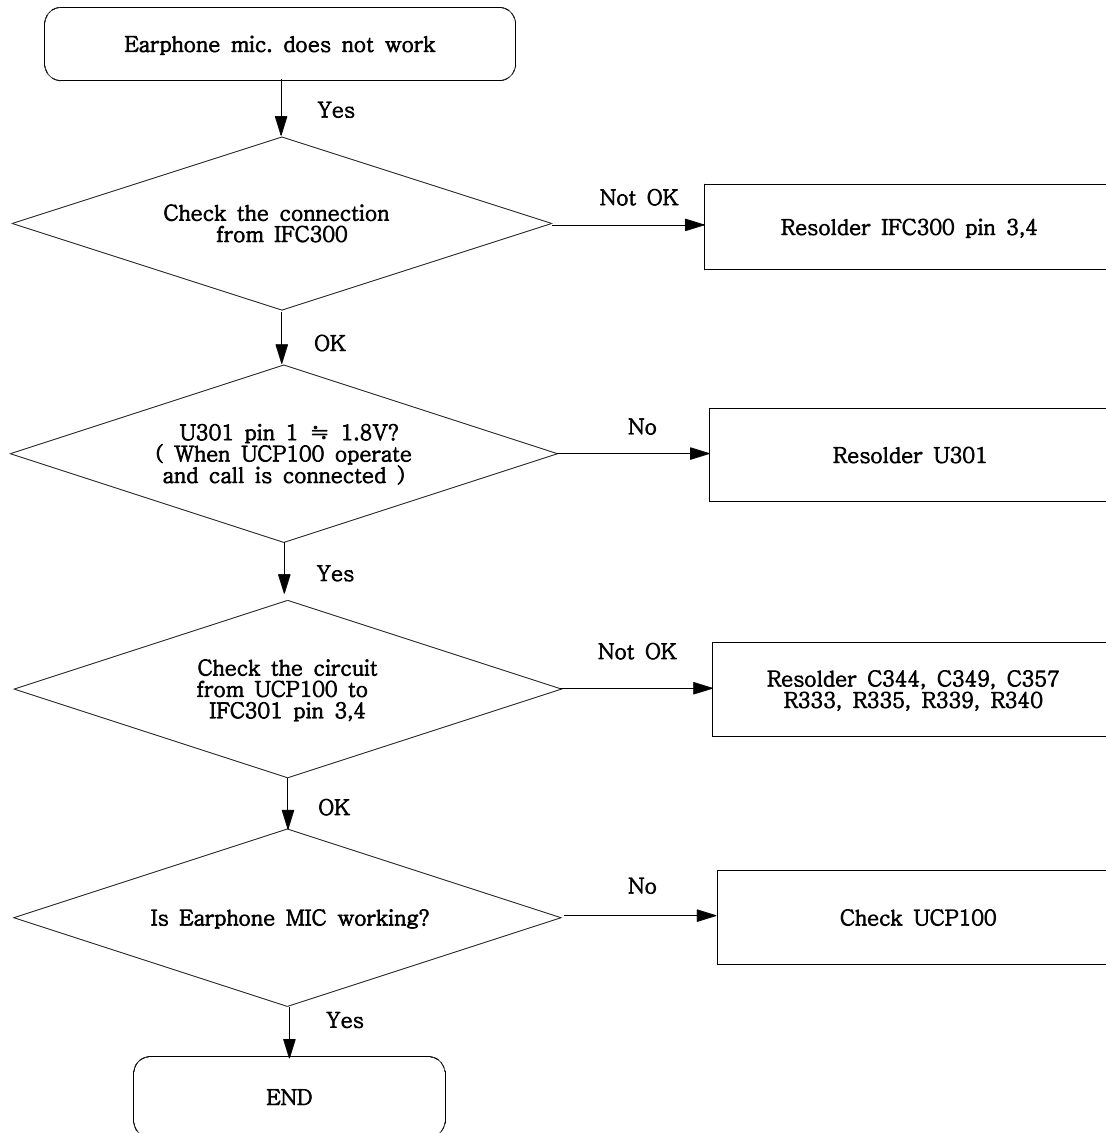 Earphone mic. does not work
Yes
Check the connection
from IFC300
Not OK
Resolder IFC300 pin 3,4
OK
U301 pin 1 ≒ 1.8V?
( When UCP100 operate
and call is connected )
No
Resolder U301
Yes
Check the circuit
from UCP100 to
IFC301 pin 3,4
Not OK
Resolder C344, C349, C357
R333, R335, R339, R340
OK
Is Earphone MIC working?
No
Check UCP100
Yes
END